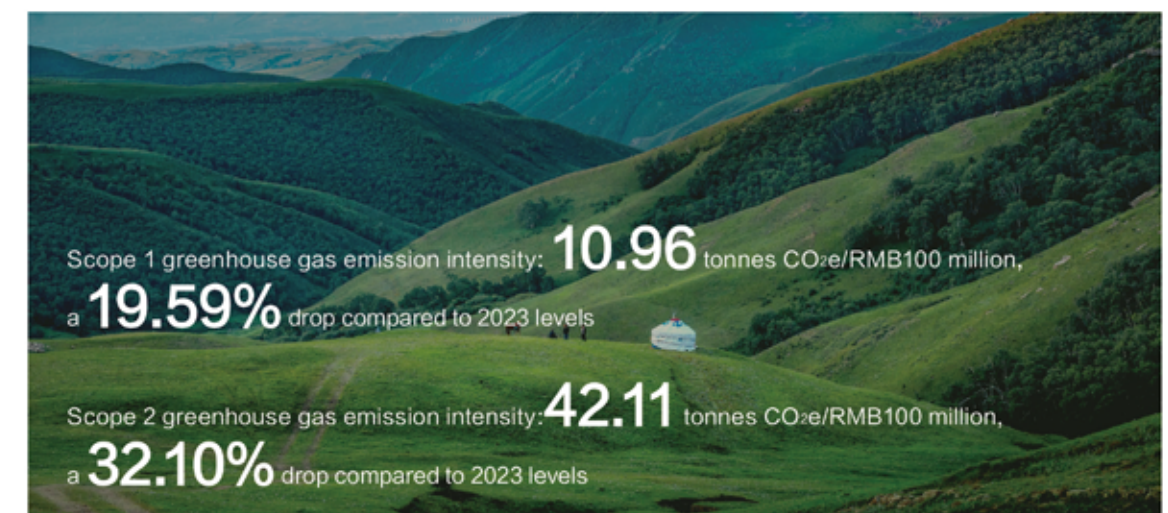 Scope 1 greenhouse gas emission intensity: 10.96 tonnes CO₂e/RMB100 million,
a 19.59% drop compared to 2023 levels
Scope 2 greenhouse gas emission intensity:42.11 tonnes CO₂e/RMB100 million,
a 32.10% drop compared to 2023 levels